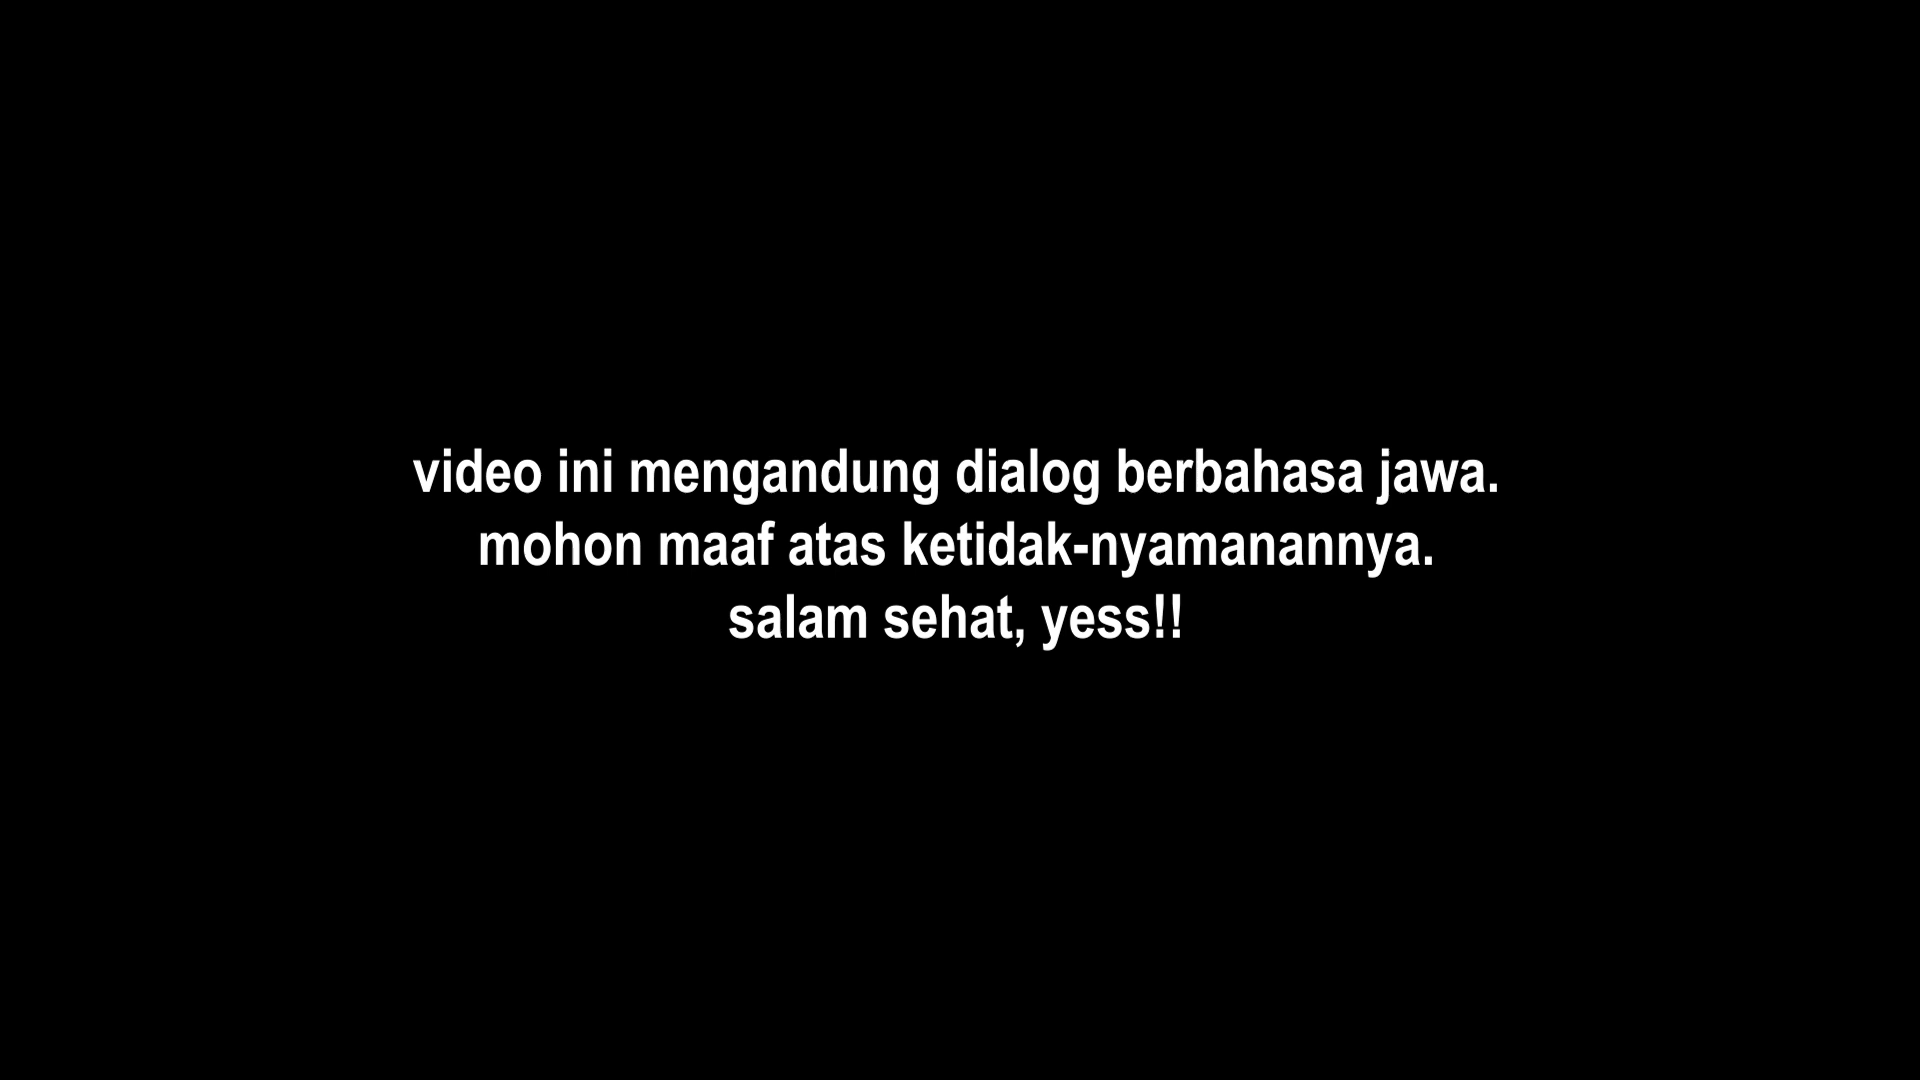 video ini mengandung dialog berbahasa jawa.
mohon maaf atas ketidak-nyamanannya.
salam sehat, yess!!